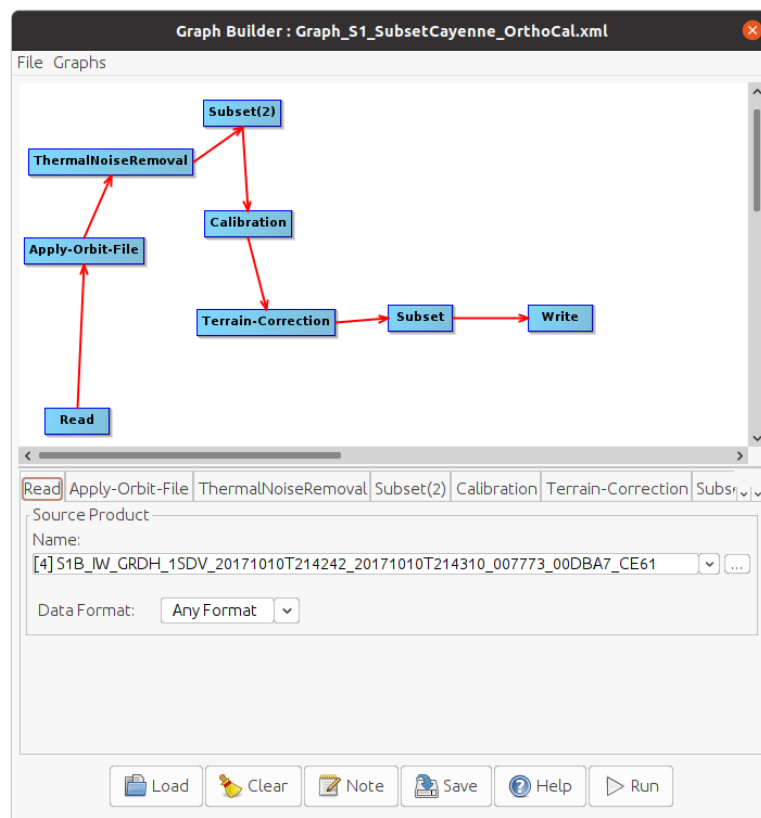 Graph Builder : Graph_S1_SubsetCayenne_OrthoCal.xml
File Graphs
Subset(2)
ThermalNoiseRemoval
Calibration
Apply-Orbit-File
Terrain-Correction
Subset
Write
Read
Read Apply-Orbit-File ThermalNoiseRemoval Subset(2) Calibration Terrain-Correction
Source Product
Name:
[4] S1B_IW_GRDH_1SDV_20171010T214242_20171010T214310_007773_00DBA7_CE61 ...
Data Format: Any Format
Load Clear Note Save Help Run